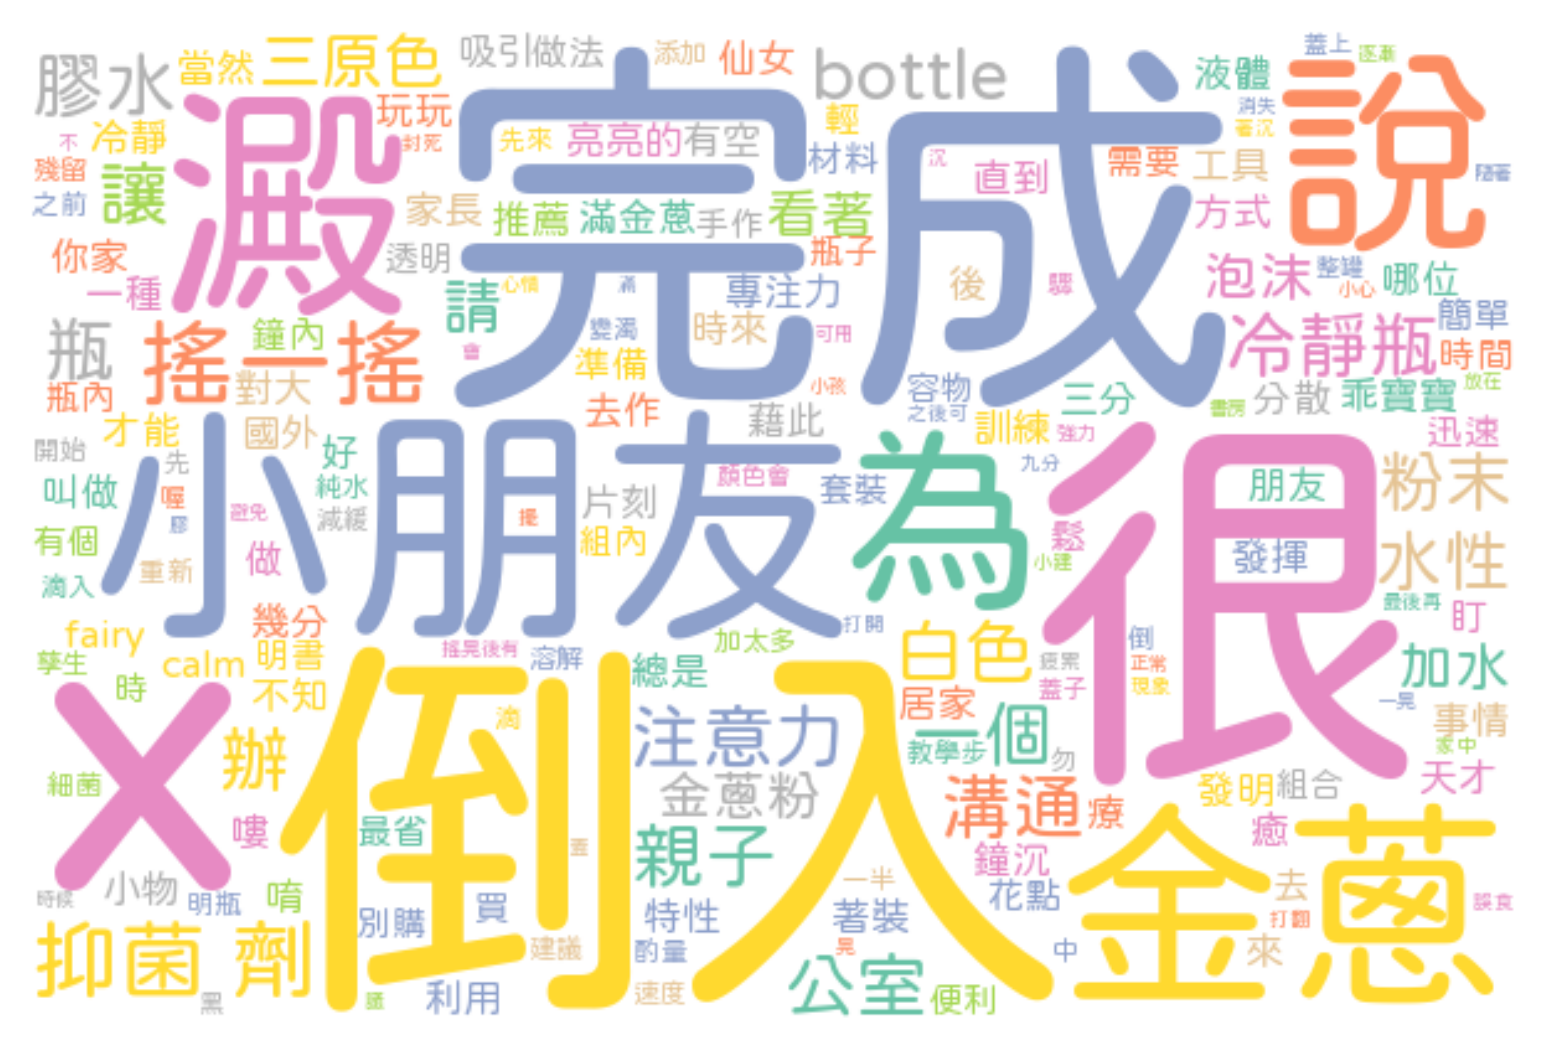 膠水 當然 三原色 吸引做法 添加 仙女 bottle 液體 蓋上 逐漸
不 冷靜 澱 玩玩 封死 完成 先來 亮亮的 有空 輕 材料 沉 直到 需要 工具 消失 著沉 說
殘留 之前 讓 家長 推薦 滿金蔥 手作 看著 方式 隨著
你家 一種 透明 請 心情 滿 專注力 瓶子 後 驟 泡沫 整罐 小心 哪位
瓶 搖一搖 鐘內 會 變濁 準備 時來 可用 冷靜瓶 簡單 時間
瓶內 對大 去作 小孩 容物 之後可 三分 書房 分散 乖寶寶 放在
開始 才能 國外 好 小朋友 藉此 訓練 強力 為 很 迅速
叫做 先 喔 膠 純水 減緩 避免 擺 片刻 顏色會 套裝 九分 鬆 朋友 粉末
有個 滴入 重新 做 組內 小建 發揮 水性
fairy 幾分 搖晃後有 溶解 加太多 打開 白色 疲累 倒 正常 最後再 盯
孳生 calm 明書 時 不知 總是 居家 蓋子 現象 加水
x 辦 倒入 滴 注意力 一個 教學步 勿 一晃 事情 家中
細菌 嘍 最省 金蔥粉 溝通 療 發明 組合 天才
親子 鐘沉 癒 金蔥
時候 小物 明瓶 唷 別購 買 特性 一半 著裝 花點 去 打翻 誤食
抑菌 劑 建議 酌量 晃 中 來
黑 利用 速度 公室 便利